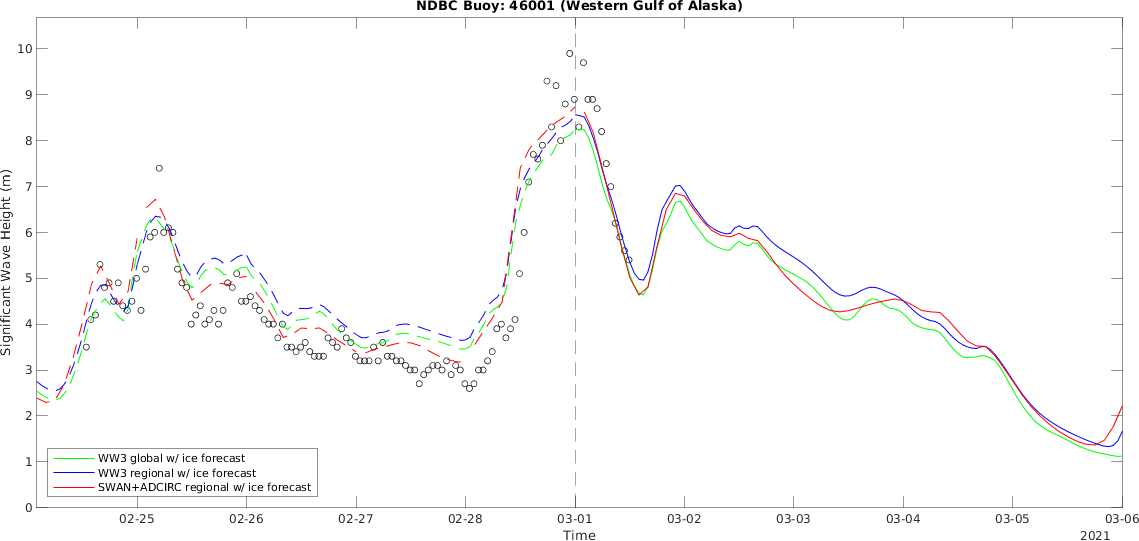 NDBC Buoy: 46001 (Western Gulf of Alaska)
10
9
8
7
6
5
4
3
2
1
0
Significant Wave Height (m)
WW3 global w/ ice forecast
WW3 regional w/ ice forecast
SWAN+ADCIRC regional w/ ice forecast
02-25 02-26 02-27 02-28 03-01 03-02 03-03 03-04 03-05 03-06
Time 2021